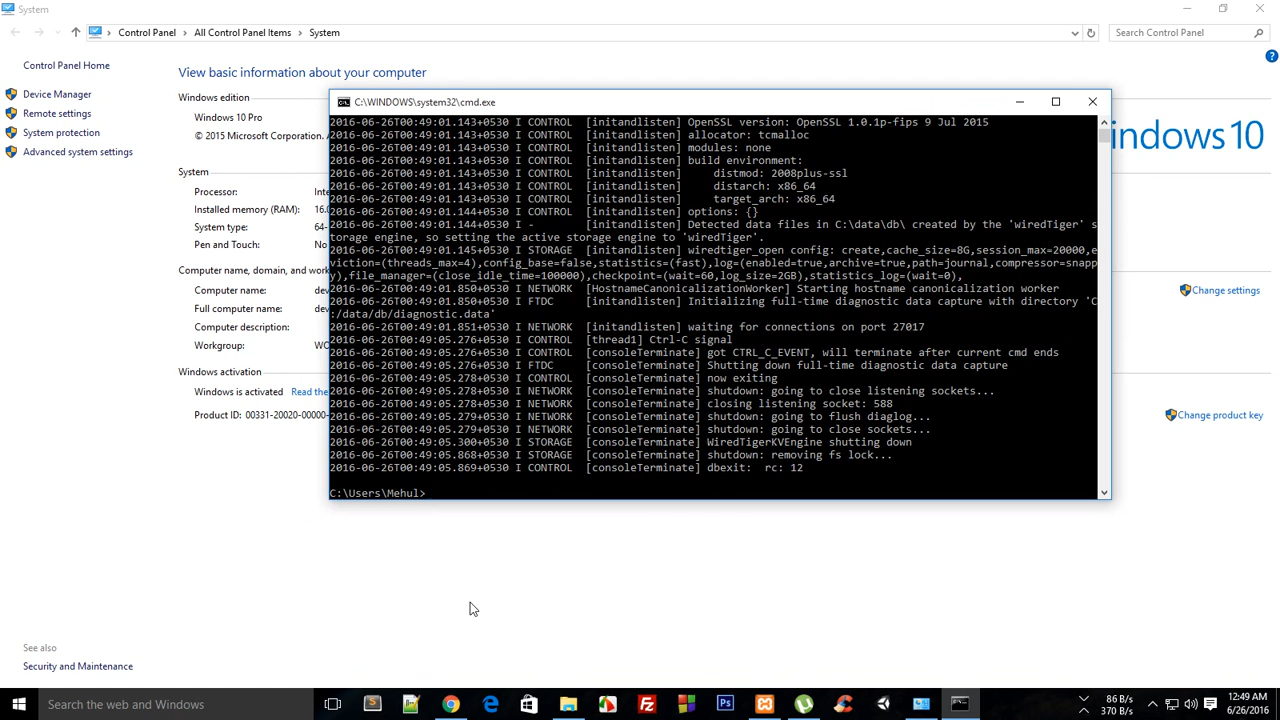 System
Control Panel
All Control Panel Items
System
Search Control Panel
Control Panel Home
Device Manager
Remote settings
System protection
Advanced system settings
See also
Security and Maintenance
View basic information about your computer
Windows edition
Windows 10 Pro
© 2015 Microsoft Corporation.
System
Processor: Inte
Installed memory (RAM): 16.
System type: 64-
Pen and Touch: No
Computer name, domain, and work
Computer name: dev
Full computer name: dev
Computer description:
Workgroup: WO
Windows activation
Windows is activated Read the
Product ID: 00331-20020-00000-
indows 10
Change settings
Change product key
C:\WINDOWS\system32\cmd.exe
2016-06-26T00:49:01.143+0530 I CONTROL  [initandlisten] OpenSSL version: OpenSSL 1.0.1p-fips 9 Jul 2015
2016-06-26T00:49:01.143+0530 I CONTROL  [initandlisten] allocator: tcmalloc
2016-06-26T00:49:01.143+0530 I CONTROL  [initandlisten] modules: none
2016-06-26T00:49:01.143+0530 I CONTROL  [initandlisten] build environment:
2016-06-26T00:49:01.143+0530 I CONTROL  [initandlisten]     distmod: 2008plus-ssl
2016-06-26T00:49:01.143+0530 I CONTROL  [initandlisten]     distarch: x86_64
2016-06-26T00:49:01.143+0530 I CONTROL  [initandlisten]     target_arch: x86_64
2016-06-26T00:49:01.144+0530 I CONTROL  [initandlisten] options: {}
2016-06-26T00:49:01.144+0530 I -        [initandlisten] Detected data files in C:\data\db\ created by the 'wiredTiger' s
torage engine, so setting the active storage engine to 'wiredTiger'.
2016-06-26T00:49:01.145+0530 I STORAGE  [initandlisten] wiredtiger_open config: create,cache_size=8G,session_max=20000,e
viction=(threads_max=4),config_base=false,statistics=(fast),log=(enabled=true,archive=true,path=journal,compressor=snapp
y),file_manager=(close_idle_time=100000),checkpoint=(wait=60,log_size=2GB),statistics_log=(wait=0),
2016-06-26T00:49:01.850+0530 I NETWORK  [HostnameCanonicalizationWorker] Starting hostname canonicalization worker
2016-06-26T00:49:01.850+0530 I FTDC     [initandlisten] Initializing full-time diagnostic data capture with directory 'C
:/data/db/diagnostic.data'
2016-06-26T00:49:01.851+0530 I NETWORK  [initandlisten] waiting for connections on port 27017
2016-06-26T00:49:05.276+0530 I CONTROL  [thread1] Ctrl-C signal
2016-06-26T00:49:05.276+0530 I CONTROL  [consoleTerminate] got CTRL_C_EVENT, will terminate after current cmd ends
2016-06-26T00:49:05.276+0530 I FTDC     [consoleTerminate] Shutting down full-time diagnostic data capture
2016-06-26T00:49:05.278+0530 I CONTROL  [consoleTerminate] now exiting
2016-06-26T00:49:05.278+0530 I NETWORK  [consoleTerminate] shutdown: going to close listening sockets...
2016-06-26T00:49:05.278+0530 I NETWORK  [consoleTerminate] closing listening socket: 588
2016-06-26T00:49:05.279+0530 I NETWORK  [consoleTerminate] shutdown: going to flush diaglog...
2016-06-26T00:49:05.279+0530 I NETWORK  [consoleTerminate] shutdown: going to close sockets...
2016-06-26T00:49:05.300+0530 I STORAGE  [consoleTerminate] WiredTigerKVEngine shutting down
2016-06-26T00:49:05.868+0530 I STORAGE  [consoleTerminate] shutdown: removing fs lock...
2016-06-26T00:49:05.869+0530 I CONTROL  [consoleTerminate] dbexit:  rc: 12
C:\Users\Mehul>
Search the web and Windows
Ps
86 B/s
370 B/s
12:49 AM
6/26/2016